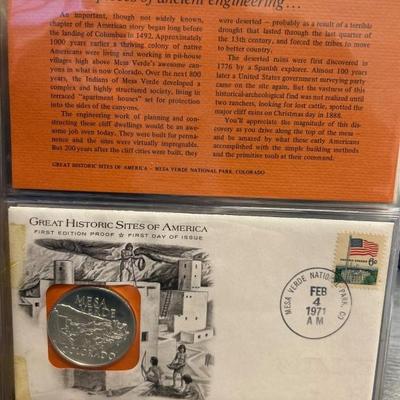 of ancient engineering...
An important, though not widely known,
chapter of the American story began long before
the landing of Columbus in 1492. Approximately
1000 years earlier a thriving colony of native
Americans were living and working in pit-house
villages high above Mesa Verde's awesome can-
yons in what is now Colorado. Over the next 800
years, the Indians of Mesa Verde developed a
complex and highly structured society, living in
terraced "apartment houses" set for protection
into the sides of the canyons.
The engineering work of planning and con-
structing these cliff dwellings would be an awe-
some job even today. They were built for perma-
nence and the sites were virtually impregnable.
But 200 years after the cliff cities were built, they
were deserted — probably as a result of a terrible
drought that lasted through the last quarter of
the 13th century, and forced the tribes to move
to better country.
The deserted ruins were first discovered in
1776 by a Spanish explorer. Almost 100 years
later a United States government surveying party
came on the site again. But the vastness of this
historical-archeological find was not realized until
two ranchers, looking for lost cattle, spotted the
major cliff ruins on Christmas day in 1888.
You'll appreciate the magnitude of this dis-
covery as you drive along the top of the mesa —
and be amazed by what these early Americans
accomplished with the simple building methods
and the primitive tools at their command.
GREAT HISTORIC SITES OF AMERICA — MESA VERDE NATIONAL PARK, COLORADO
GREAT HISTORIC SITES OF AMERICA
FIRST EDITION PROOF ☆ FIRST DAY OF ISSUE
MESA
VERDE
COLORADO
MESA VERDE NATIONAL PARK, CO
FEB
4
1971
AM
6c